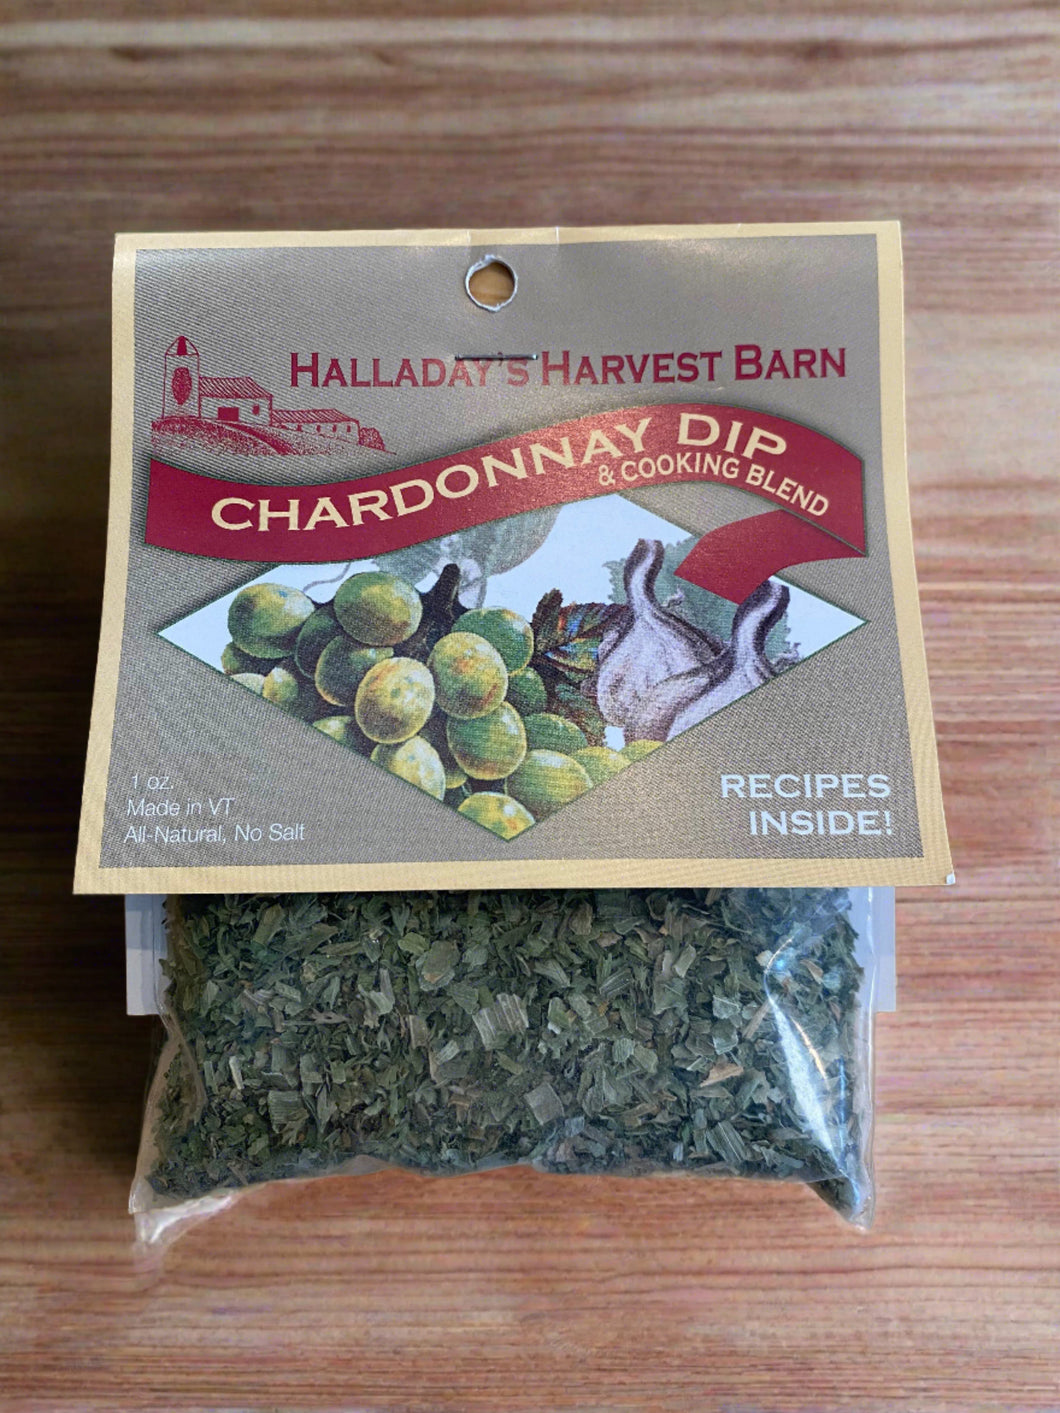 HALLADAY'S HARVEST BARN
CHARDONNAY DIP
& COOKING BLEND
1 oz.
Made in VT
All-Natural, No Salt
RECIPES
INSIDE!